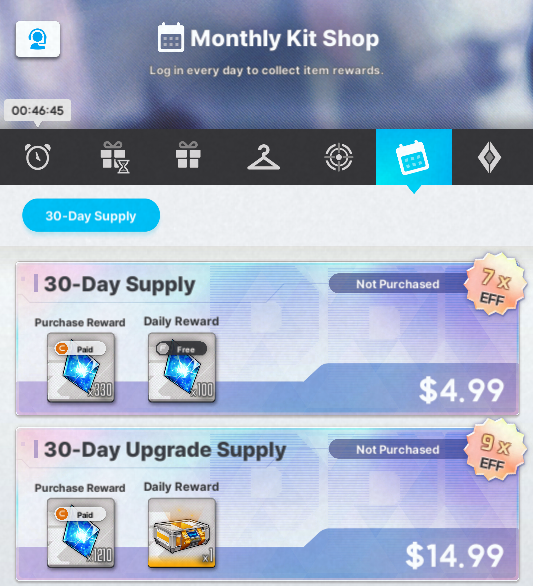 Monthly Kit Shop
Log in every day to collect item rewards.
00:46:45
30-Day Supply
30-Day Supply
Not Purchased
7x
EFF
Purchase Reward
Daily Reward
C Paid
Free
x330
x100
$4.99
30-Day Upgrade Supply
Not Purchased
9x
EFF
Purchase Reward
Daily Reward
C Paid
x1210
x1
$14.99